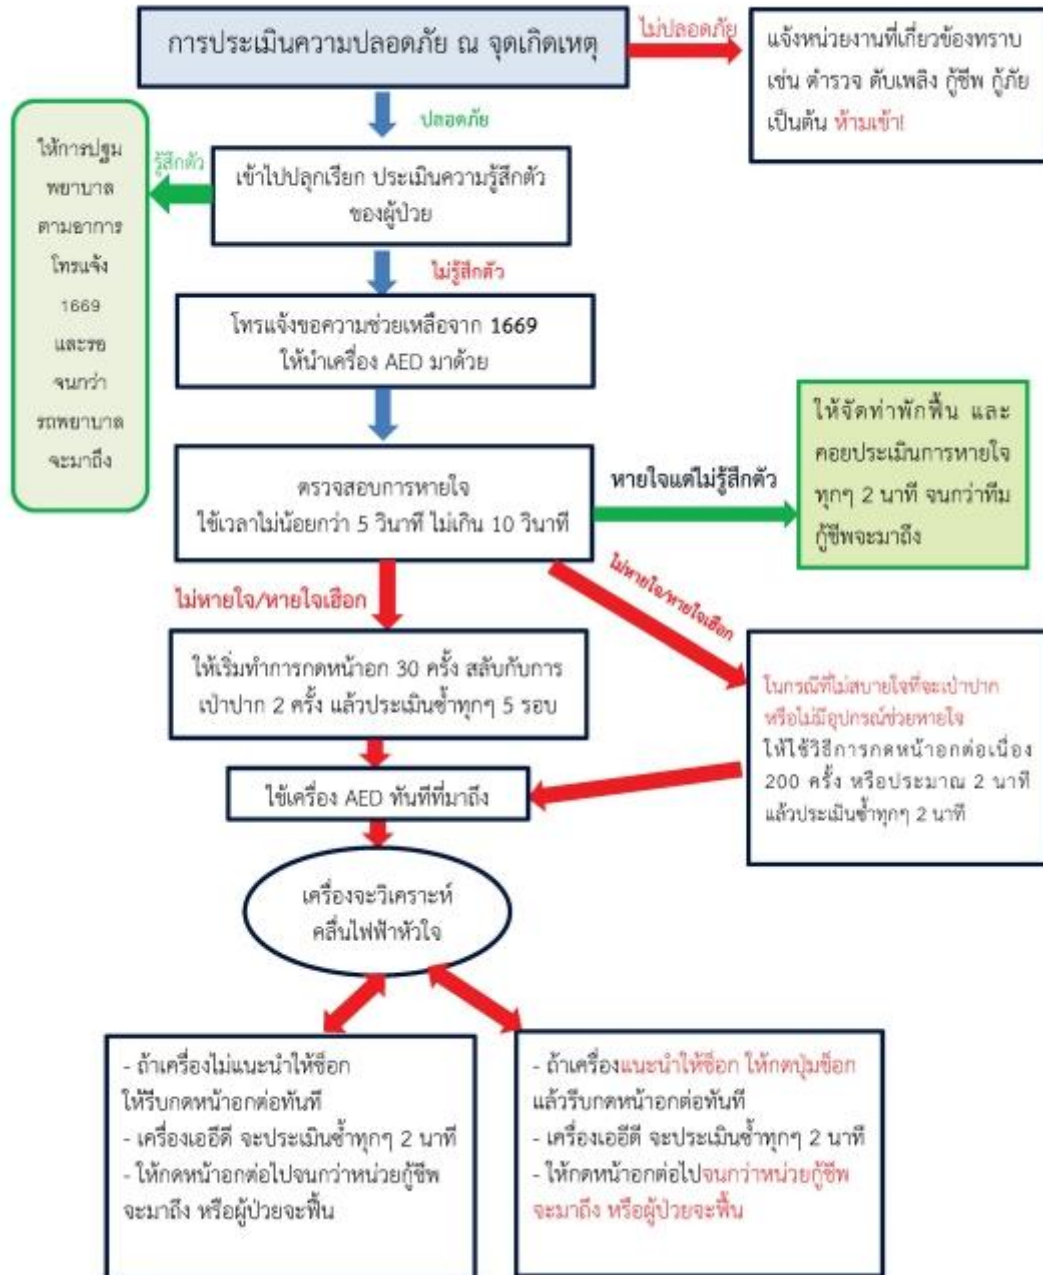 การประเมินความปลอดภัย ณ จุดเกิดเหตุ
ไม่ปลอดภัย
แจ้งหน่วยงานที่เกี่ยวข้องทราบ
เช่น ตำรวจ ดับเพลิง กู้ชีพ กู้ภัย
เป็นต้น ห้ามเข้า!
ปลอดภัย
เข้าไปปลุกเรียก ประเมินความรู้สึกตัว
ของผู้ป่วย
รู้สึกตัว
ให้การปฐม
พยาบาล
ตามอาการ
โทรแจ้ง
1669
และรอ
จนกว่า
รถพยาบาล
จะมาถึง
ไม่รู้สึกตัว
โทรแจ้งขอความช่วยเหลือจาก 1669
ให้นำเครื่อง AED มาด้วย
ตรวจสอบการหายใจ
ใช้เวลาไม่น้อยกว่า 5 วินาที ไม่เกิน 10 วินาที
หายใจแต่ไม่รู้สึกตัว
ให้จัดท่าพักฟื้น และ
คอยประเมินการหายใจ
ทุกๆ 2 นาที จนกว่าทีม
กู้ชีพจะมาถึง
ไม่หายใจ/หายใจเฮือก
ไม่หายใจ/หายใจเฮือก
ให้เริ่มทำการกดหน้าอก 30 ครั้ง สลับกับการ
เป่าปาก 2 ครั้ง แล้วประเมินซ้ำทุกๆ 5 รอบ
ในกรณีที่ไม่สบายใจที่จะเป่าปาก
หรือไม่มีอุปกรณ์ช่วยหายใจ
ให้ใช้วิธีการกดหน้าอกต่อเนื่อง
200 ครั้ง หรือประมาณ 2 นาที
แล้วประเมินซ้ำทุกๆ 2 นาที
ใช้เครื่อง AED ทันทีที่มาถึง
เครื่องจะวิเคราะห์
คลื่นไฟฟ้าหัวใจ
- ถ้าเครื่องไม่แนะนำให้ช็อก
ให้รีบกดหน้าอกต่อทันที
- เครื่องเออีดี จะประเมินซ้ำทุกๆ 2 นาที
- ให้กดหน้าอกต่อไปจนกว่าหน่วยกู้ชีพ
จะมาถึง หรือผู้ป่วยจะฟื้น
- ถ้าเครื่องแนะนำให้ช็อก ให้กดปุ่มช็อก
แล้วรีบกดหน้าอกต่อทันที
- เครื่องเออีดี จะประเมินซ้ำทุกๆ 2 นาที
- ให้กดหน้าอกต่อไปจนกว่าหน่วยกู้ชีพ
จะมาถึง หรือผู้ป่วยจะฟื้น